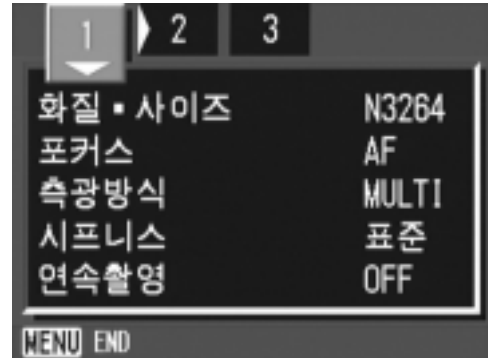 1 2 3
화질▪사이즈 N3264
포커스 AF
측광방식 MULTI
시프니스 표준
연속촬영 OFF
MENU END